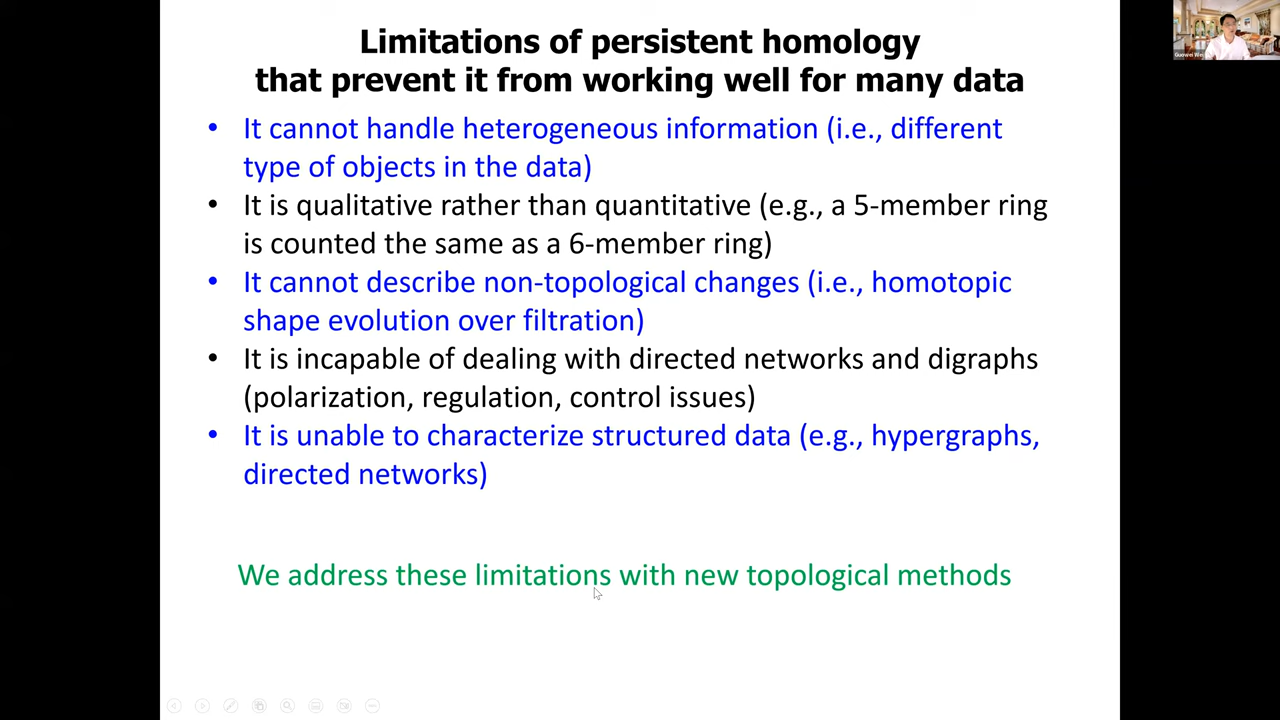 Limitations of persistent homology
that prevent it from working well for many data
• It cannot handle heterogeneous information (i.e., different
type of objects in the data)
• It is qualitative rather than quantitative (e.g., a 5-member ring
is counted the same as a 6-member ring)
• It cannot describe non-topological changes (i.e., homotopic
shape evolution over filtration)
• It is incapable of dealing with directed networks and digraphs
(polarization, regulation, control issues)
• It is unable to characterize structured data (e.g., hypergraphs,
directed networks)
We address these limitations with new topological methods
Guowei Wei